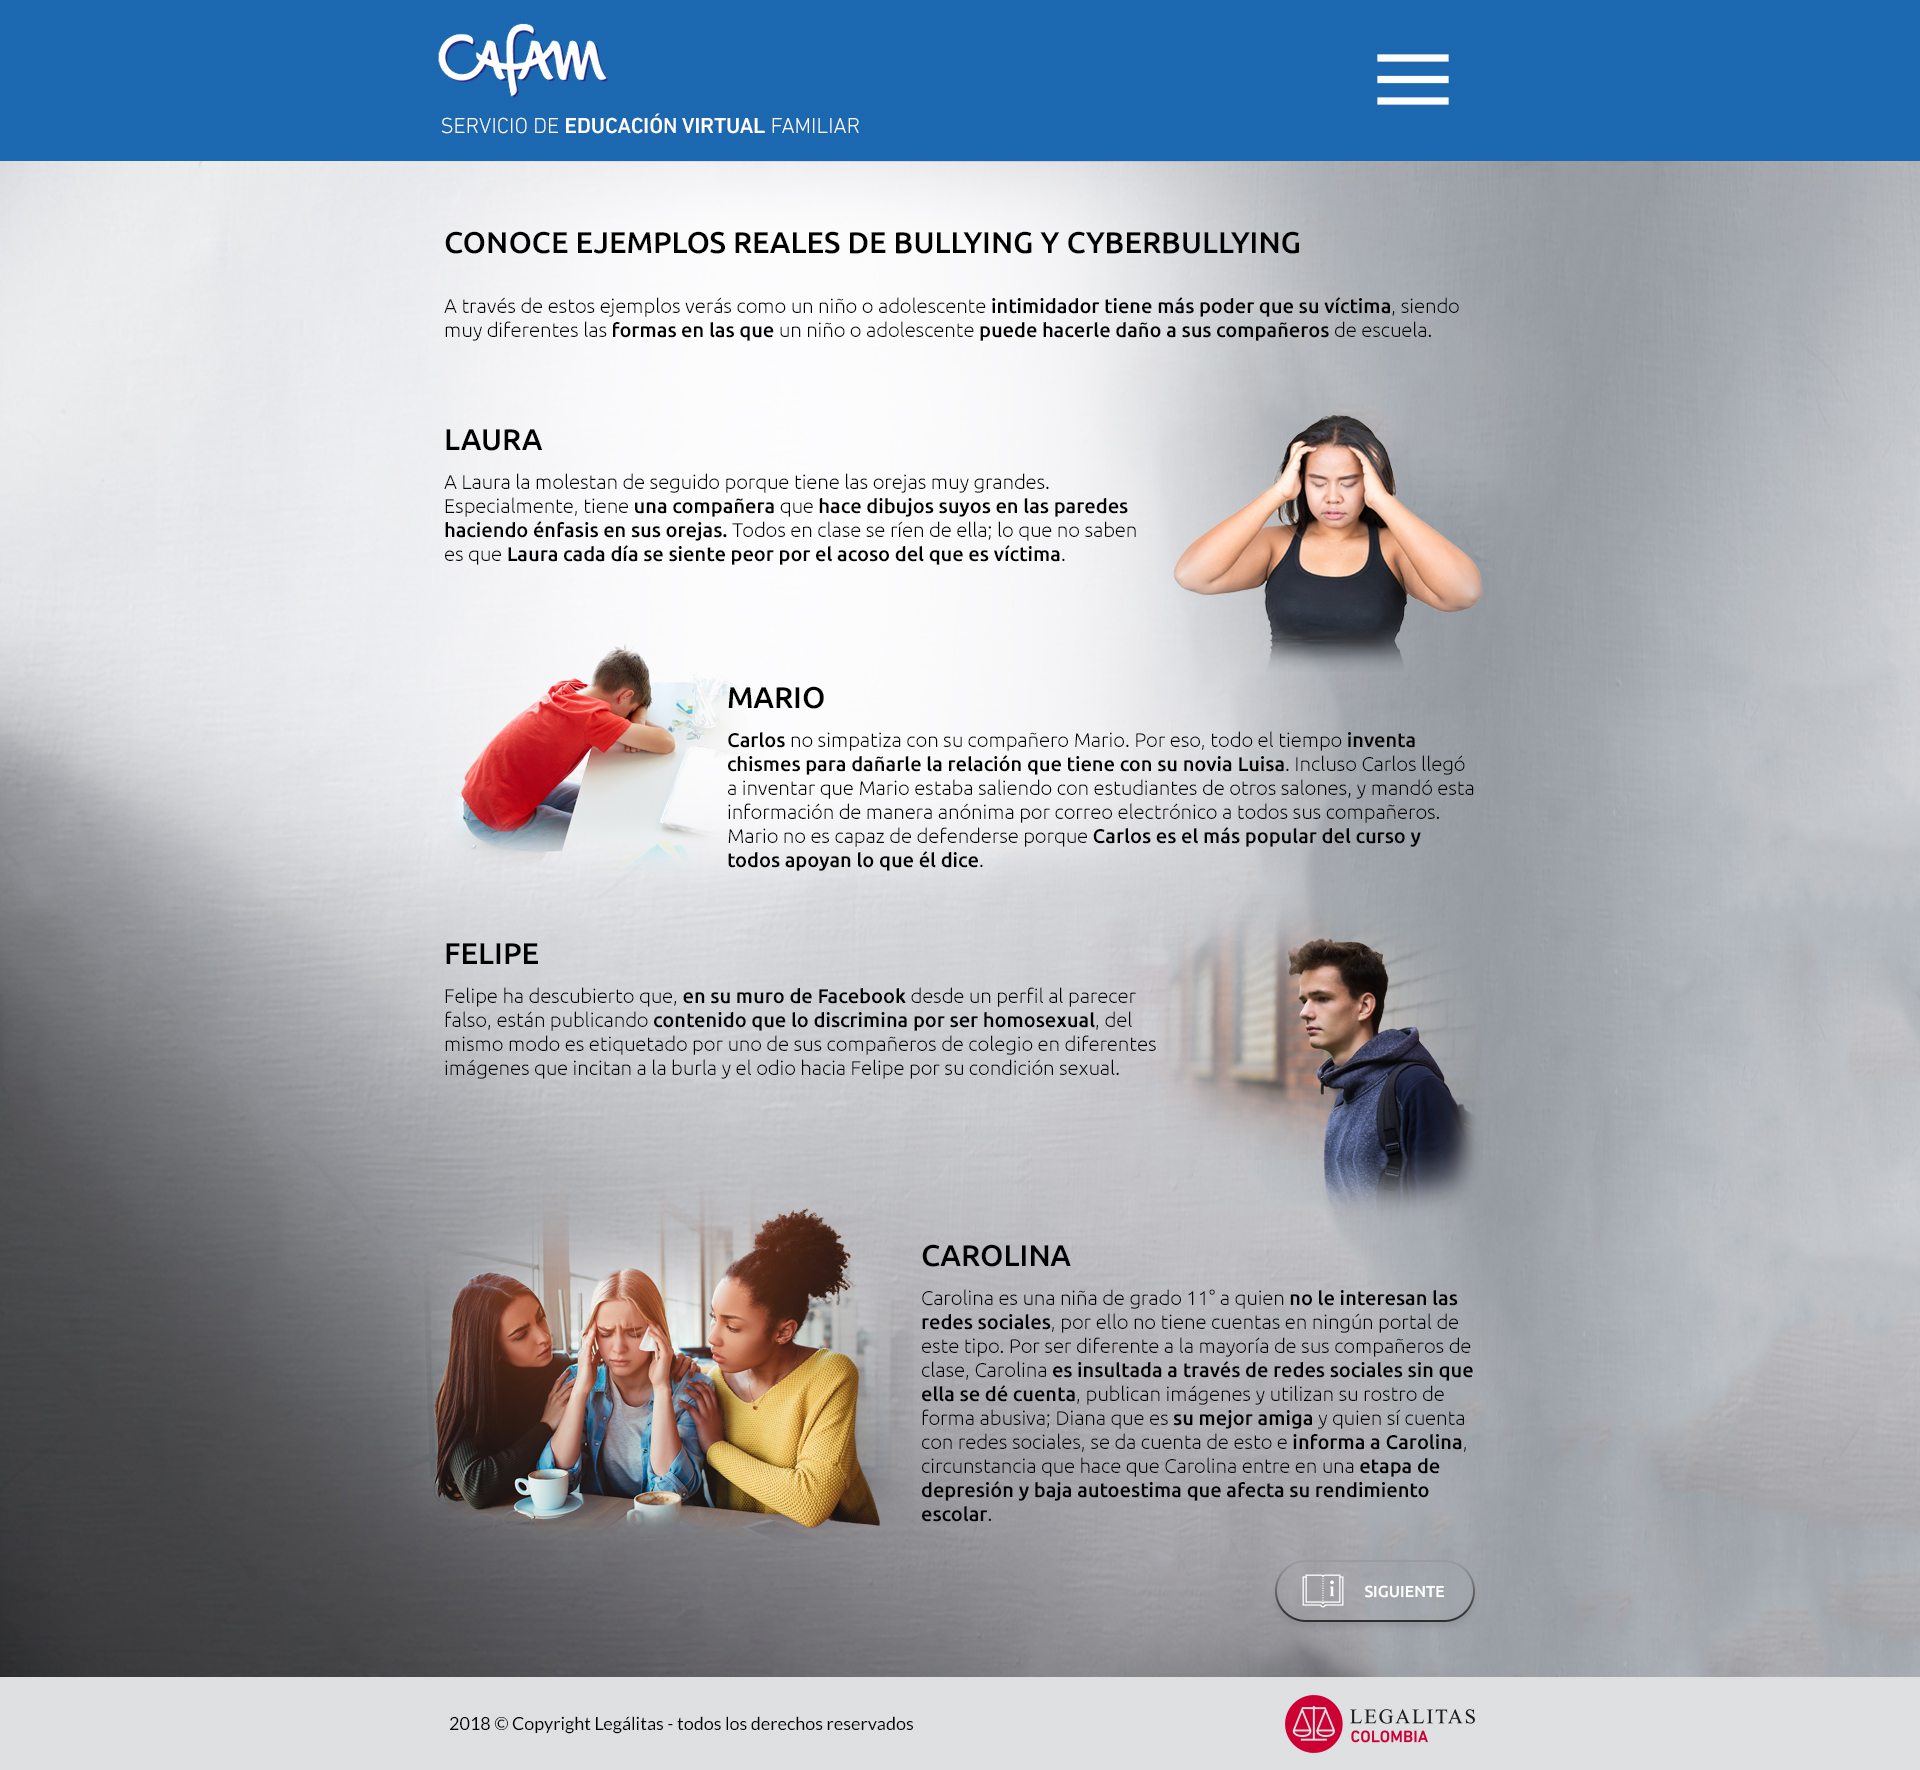 Cafam
SERVICIO DE EDUCACIÓN VIRTUAL FAMILIAR
CONOCE EJEMPLOS REALES DE BULLYING Y CYBERBULLYING
A través de estos ejemplos verás como un niño o adolescente intimidador tiene más poder que su víctima, siendo
muy diferentes las formas en las que un niño o adolescente puede hacerle daño a sus compañeros de escuela.
LAURA
A Laura la molestan de seguido porque tiene las orejas muy grandes.
Especialmente, tiene una compañera que hace dibujos suyos en las paredes
haciendo énfasis en sus orejas. Todos en clase se ríen de ella; lo que no saben
es que Laura cada día se siente peor por el acoso del que es víctima.
MARIO
Carlos no simpatiza con su compañero Mario. Por eso, todo el tiempo inventa
chismes para dañarle la relación que tiene con su novia Luisa. Incluso Carlos llegó
a inventar que Mario estaba saliendo con estudiantes de otros salones, y mandó esta
información de manera anónima por correo electrónico a todos sus compañeros.
Mario no es capaz de defenderse porque Carlos es el más popular del curso y
todos apoyan lo que él dice.
FELIPE
Felipe ha descubierto que, en su muro de Facebook desde un perfil al parecer
falso, están publicando contenido que lo discrimina por ser homosexual, del
mismo modo es etiquetado por uno de sus compañeros de colegio en diferentes
imágenes que incitan a la burla y el odio hacia Felipe por su condición sexual.
CAROLINA
Carolina es una niña de grado 11° a quien no le interesan las
redes sociales, por ello no tiene cuentas en ningún portal de
este tipo. Por ser diferente a la mayoría de sus compañeros de
clase, Carolina es insultada a través de redes sociales sin que
ella se dé cuenta, publican imágenes y utilizan su rostro de
forma abusiva; Diana que es su mejor amiga y quien sí cuenta
con redes sociales, se da cuenta de esto e informa a Carolina,
circunstancia que hace que Carolina entre en una etapa de
depresión y baja autoestima que afecta su rendimiento
escolar.
SIGUIENTE
2018 © Copyright Legálitas - todos los derechos reservados
LEGALITAS
COLOMBIA